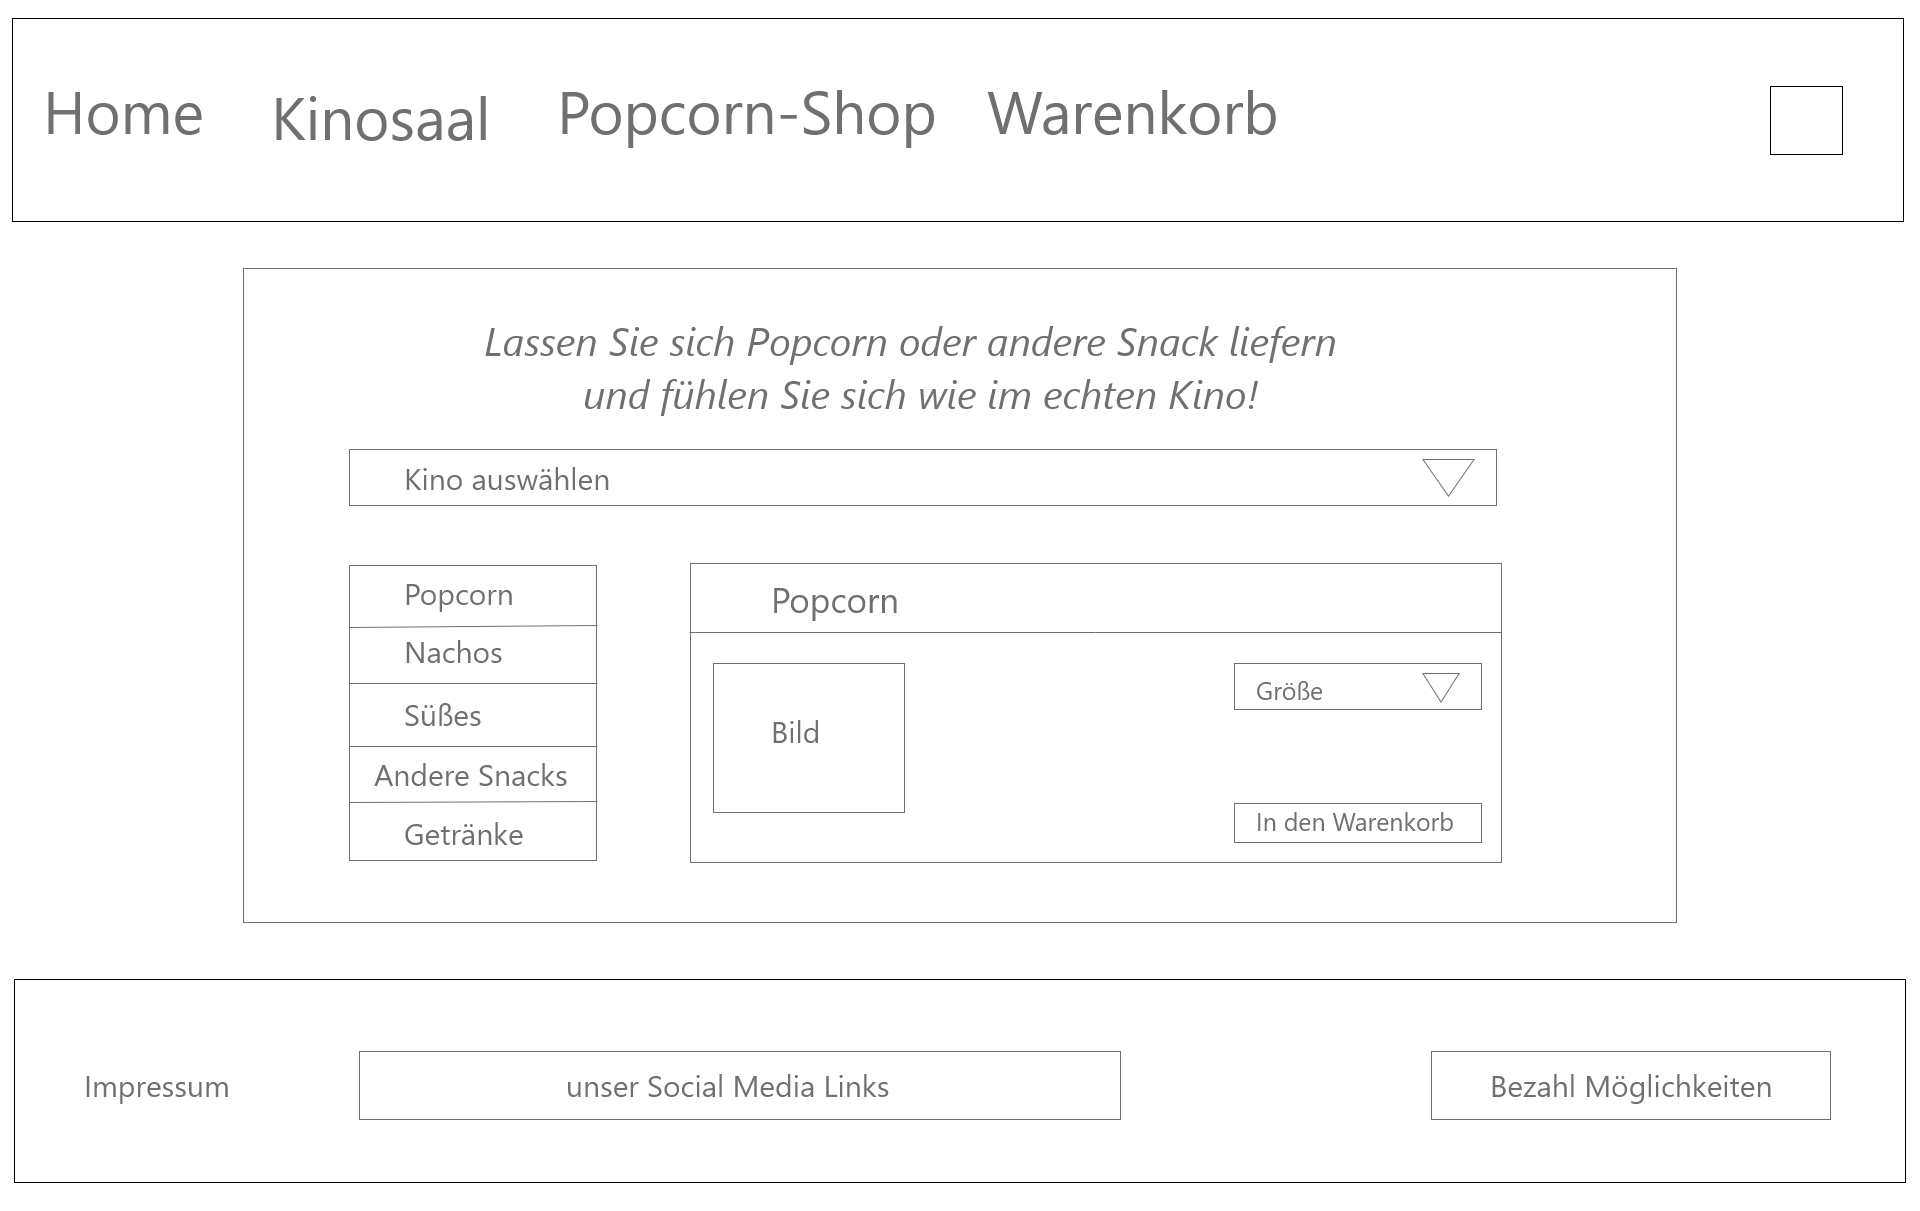 Home Kinosaal Popcorn-Shop Warenkorb
Lassen Sie sich Popcorn oder andere Snack liefern
und fühlen Sie sich wie im echten Kino!
Kino auswählen
Popcorn
Nachos
Süßes
Andere Snacks
Getränke
Popcorn
Bild
Größe
In den Warenkorb
Impressum
unser Social Media Links
Bezahl Möglichkeiten